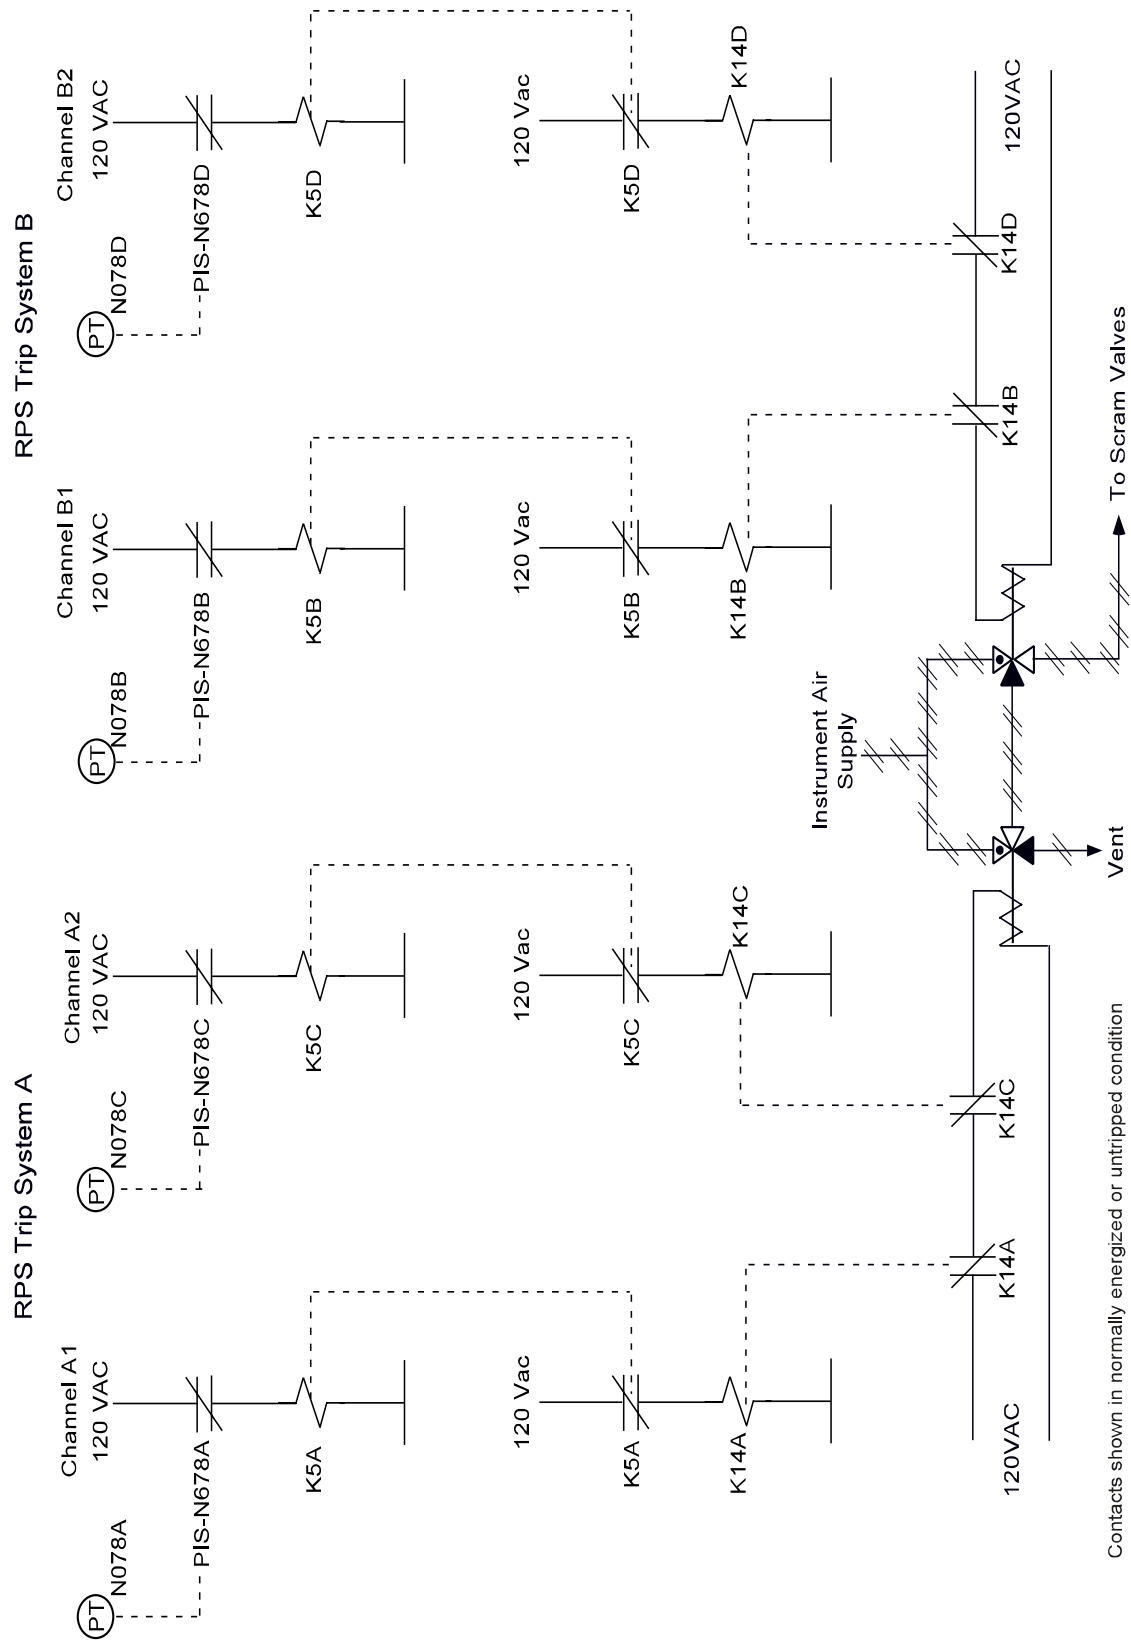 RPS Trip System A
RPS Trip System B
Channel A1
120 VAC
Channel A2
120 VAC
Channel B1
120 VAC
Channel B2
120 VAC
PT
N078A
PT
N078C
PT
N078B
PT
N078D
PIS-N678A
PIS-N678C
PIS-N678B
PIS-N678D
K5A
K5C
K5B
K5D
120 Vac
120 Vac
120 Vac
120 Vac
K5A
K5C
K5B
K5D
K14A
K14C
K14B
K14D
Instrument Air
Supply
120VAC
K14A
K14C
K14B
K14D
120VAC
Vent
To Scram Valves
Contacts shown in normally energized or untripped condition